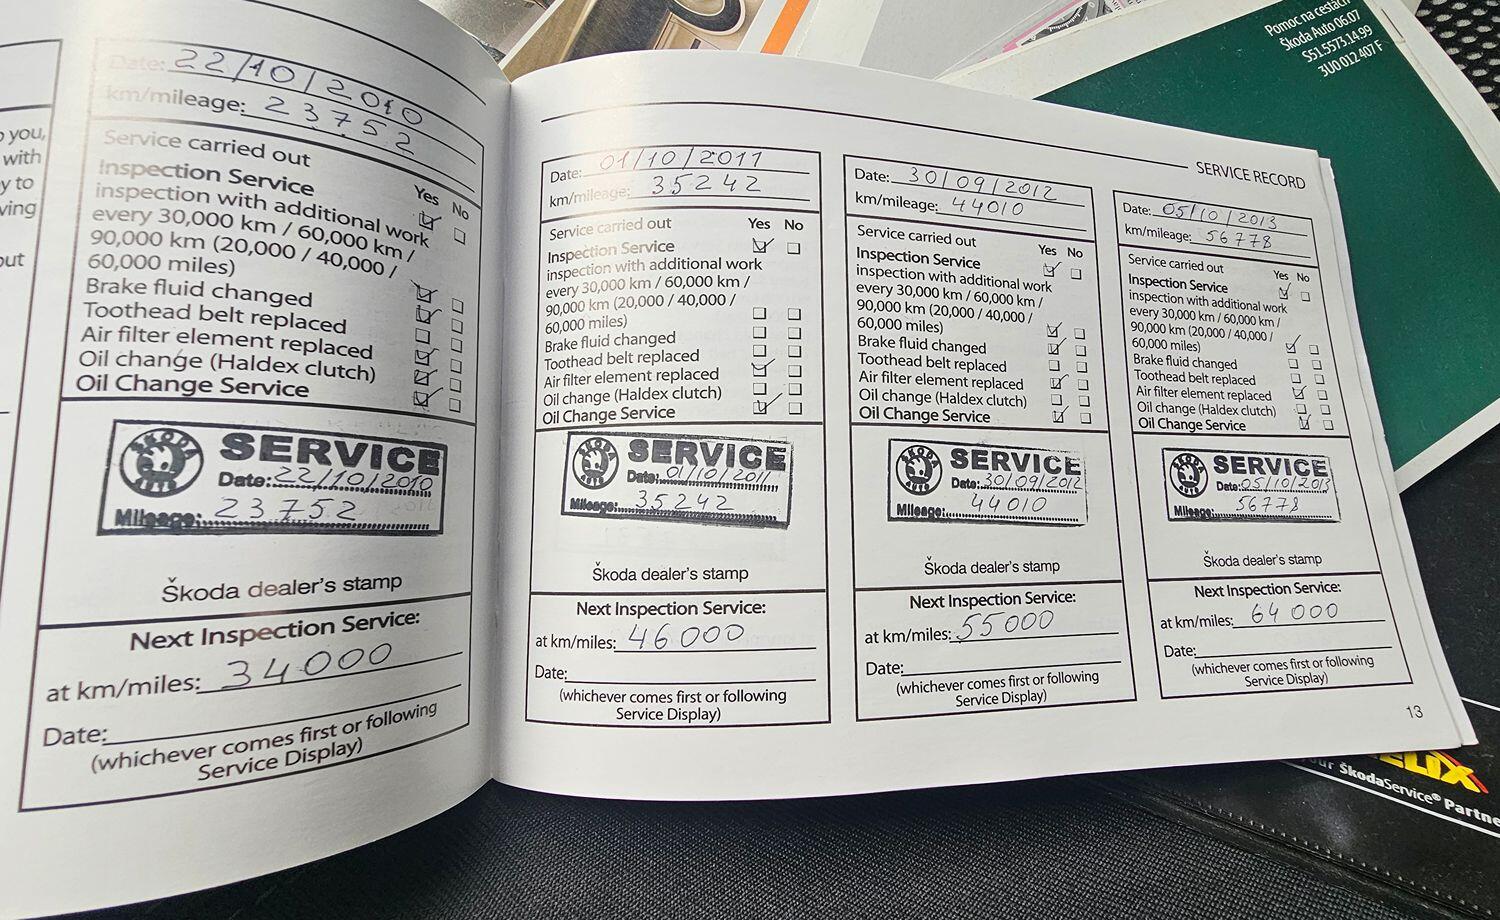 you,
with
y to
ving
out
Date: 22/10/2010
km/mileage: 23752
Service carried out
Inspection Service Yes No
inspection with additional work
every 30,000 km / 60,000 km /
90,000 km (20,000 / 40,000 /
60,000 miles)
Brake fluid changed
Toothead belt replaced
Air filter element replaced
Oil change (Haldex clutch)
Oil Change Service
ŠKODA
AUTO
SERVICE
Date: 22/10/2010
Mileage: 23752
Škoda dealer's stamp
Next Inspection Service:
at km/miles: 34000
Date:
(whichever comes first or following
Service Display)
SERVICE RECORD
Date: 01/10/2011
km/mileage: 35242
Service carried out Yes No
Inspection Service
inspection with additional work
every 30,000 km / 60,000 km /
90,000 km (20,000 / 40,000 /
60,000 miles)
Brake fluid changed
Toothead belt replaced
Air filter element replaced
Oil change (Haldex clutch)
Oil Change Service
ŠKODA
AUTO
SERVICE
Date: 01/10/2011
Mileage: 35242
Škoda dealer's stamp
Next Inspection Service:
at km/miles: 46000
Date:
(whichever comes first or following
Service Display)
Date: 30/09/2012
km/mileage: 44010
Service carried out
Inspection Service Yes No
inspection with additional work
every 30,000 km / 60,000 km /
90,000 km (20,000 / 40,000 /
60,000 miles)
Brake fluid changed
Toothead belt replaced
Air filter element replaced
Oil change (Haldex clutch)
Oil Change Service
ŠKODA
AUTO
SERVICE
Date: 30/09/2012
Mileage: 44010
Škoda dealer's stamp
Next Inspection Service:
at km/miles: 55000
Date:
(whichever comes first or following
Service Display)
Date: 05/10/2013
km/mileage: 56778
Service carried out
Inspection Service Yes No
inspection with additional work
every 30,000 km / 60,000 km /
90,000 km (20,000 / 40,000 /
60,000 miles)
Brake fluid changed
Toothead belt replaced
Air filter element replaced
Oil change (Haldex clutch)
Oil Change Service
ŠKODA
AUTO
SERVICE
Date: 05/10/2013
Mileage: 56778
Škoda dealer's stamp
Next Inspection Service:
at km/miles: 64000
Date:
(whichever comes first or following
Service Display)
13
Pomoc na cestách
Škoda Auto 06.07
S51.5573.14.99
3U0 012 407 F
ELIX
our ŠkodaService® Partne